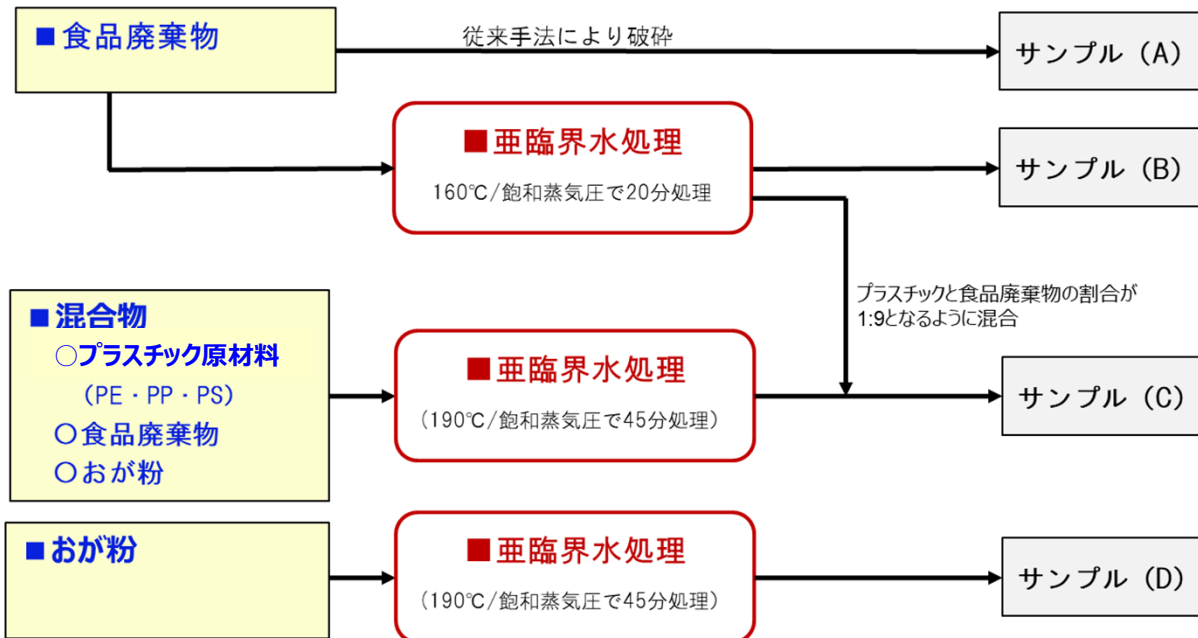 ■食品廃棄物
従来手法により破砕
サンプル（A）
■亜臨界水処理
160℃/飽和蒸気圧で20分処理
サンプル（B）
プラスチックと食品廃棄物の割合が
1:9となるように混合
■混合物
○プラスチック原材料
（PE・PP・PS）
○食品廃棄物
○おが粉
■亜臨界水処理
(190℃/飽和蒸気圧で45分処理)
サンプル（C）
■おが粉
■亜臨界水処理
(190℃/飽和蒸気圧で45分処理)
サンプル（D）